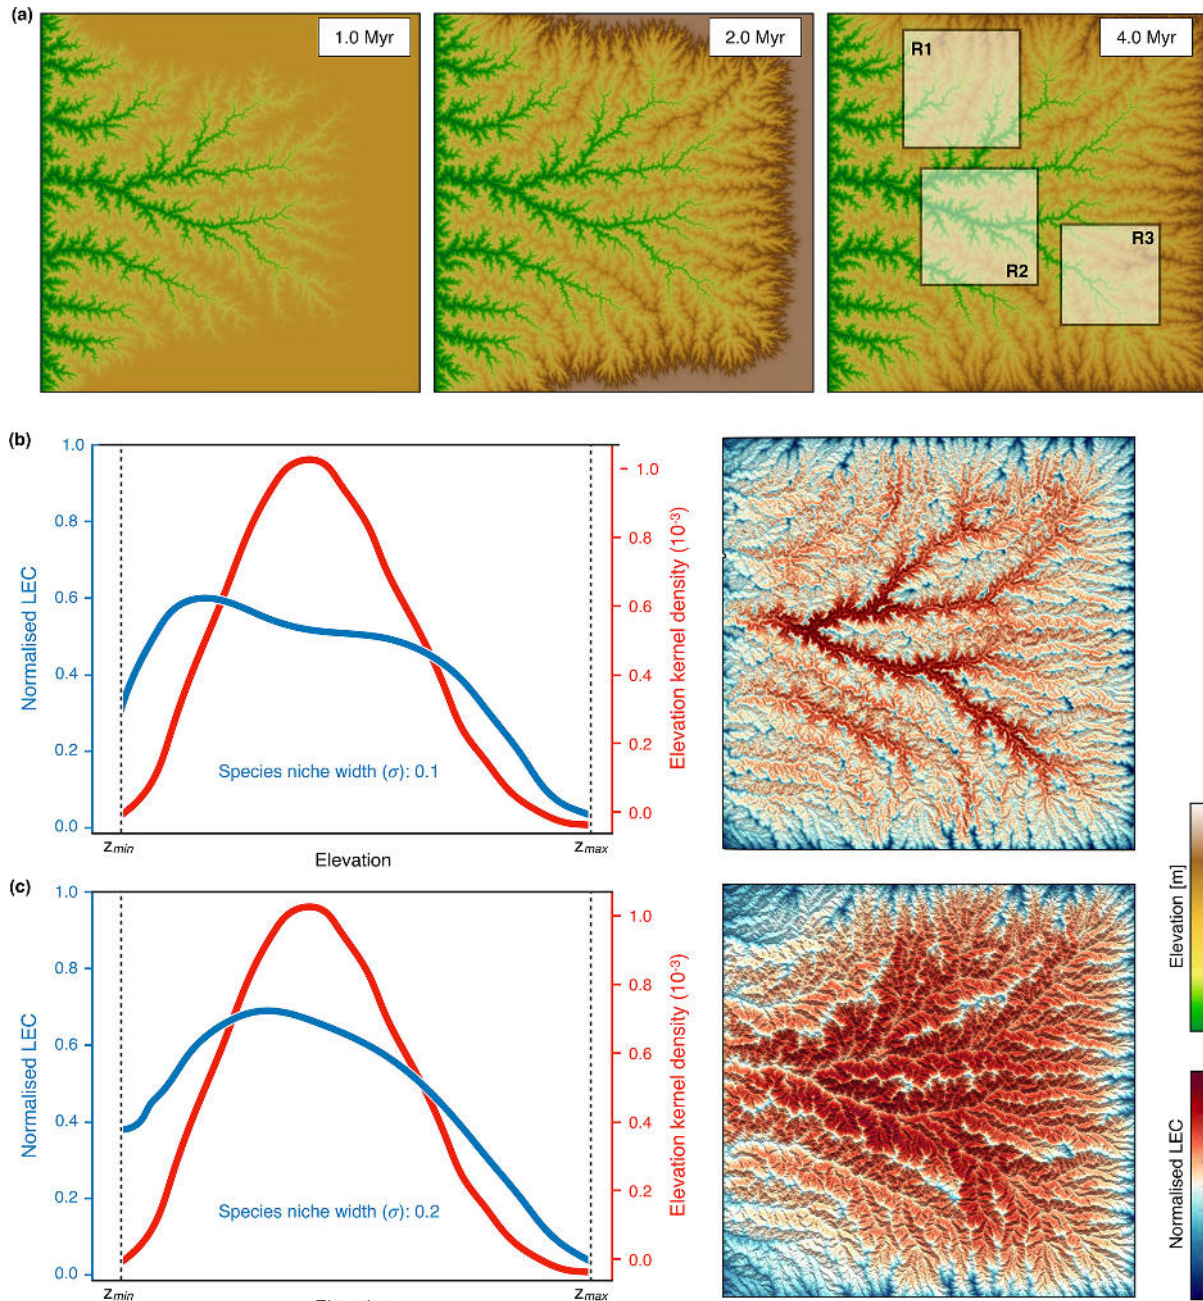 (a)
1.0 Myr
2.0 Myr
4.0 Myr
R1
R2
R3
(b)
1.0
0.8
0.6
0.4
0.2
0.0
Normalised LEC
1.0
0.8
0.6
0.4
0.2
0.0
Elevation kernel density (10⁻³)
Species niche width (σ): 0.1
z_min
Elevation
z_max
(c)
1.0
0.8
0.6
0.4
0.2
0.0
Normalised LEC
1.0
0.8
0.6
0.4
0.2
0.0
Elevation kernel density (10⁻³)
Species niche width (σ): 0.2
z_min
z_max
Elevation [m]
Normalised LEC